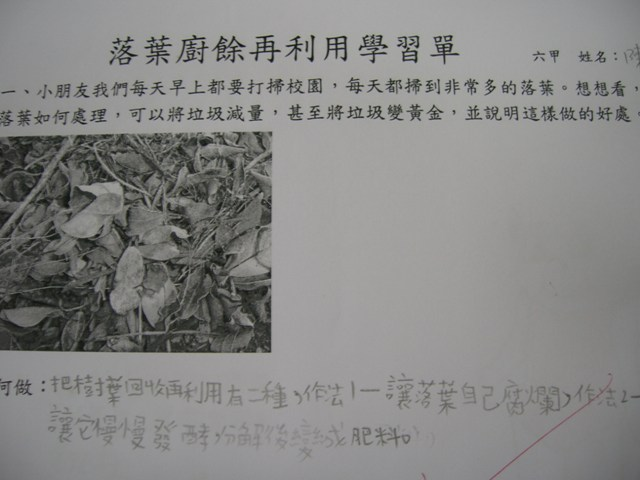 落葉廚餘再利用學習單
六甲 姓名：
一、小朋友我們每天早上都要打掃校園，每天都掃到非常多的落葉。想想看，
落葉如何處理，可以將垃圾減量，甚至將垃圾變黃金，並說明這樣做的好處。
何做：把樹葉回收再利用有二種，作法1—讓落葉自己腐爛，作法2—
讓它慢慢發酵，分解後變成肥料。